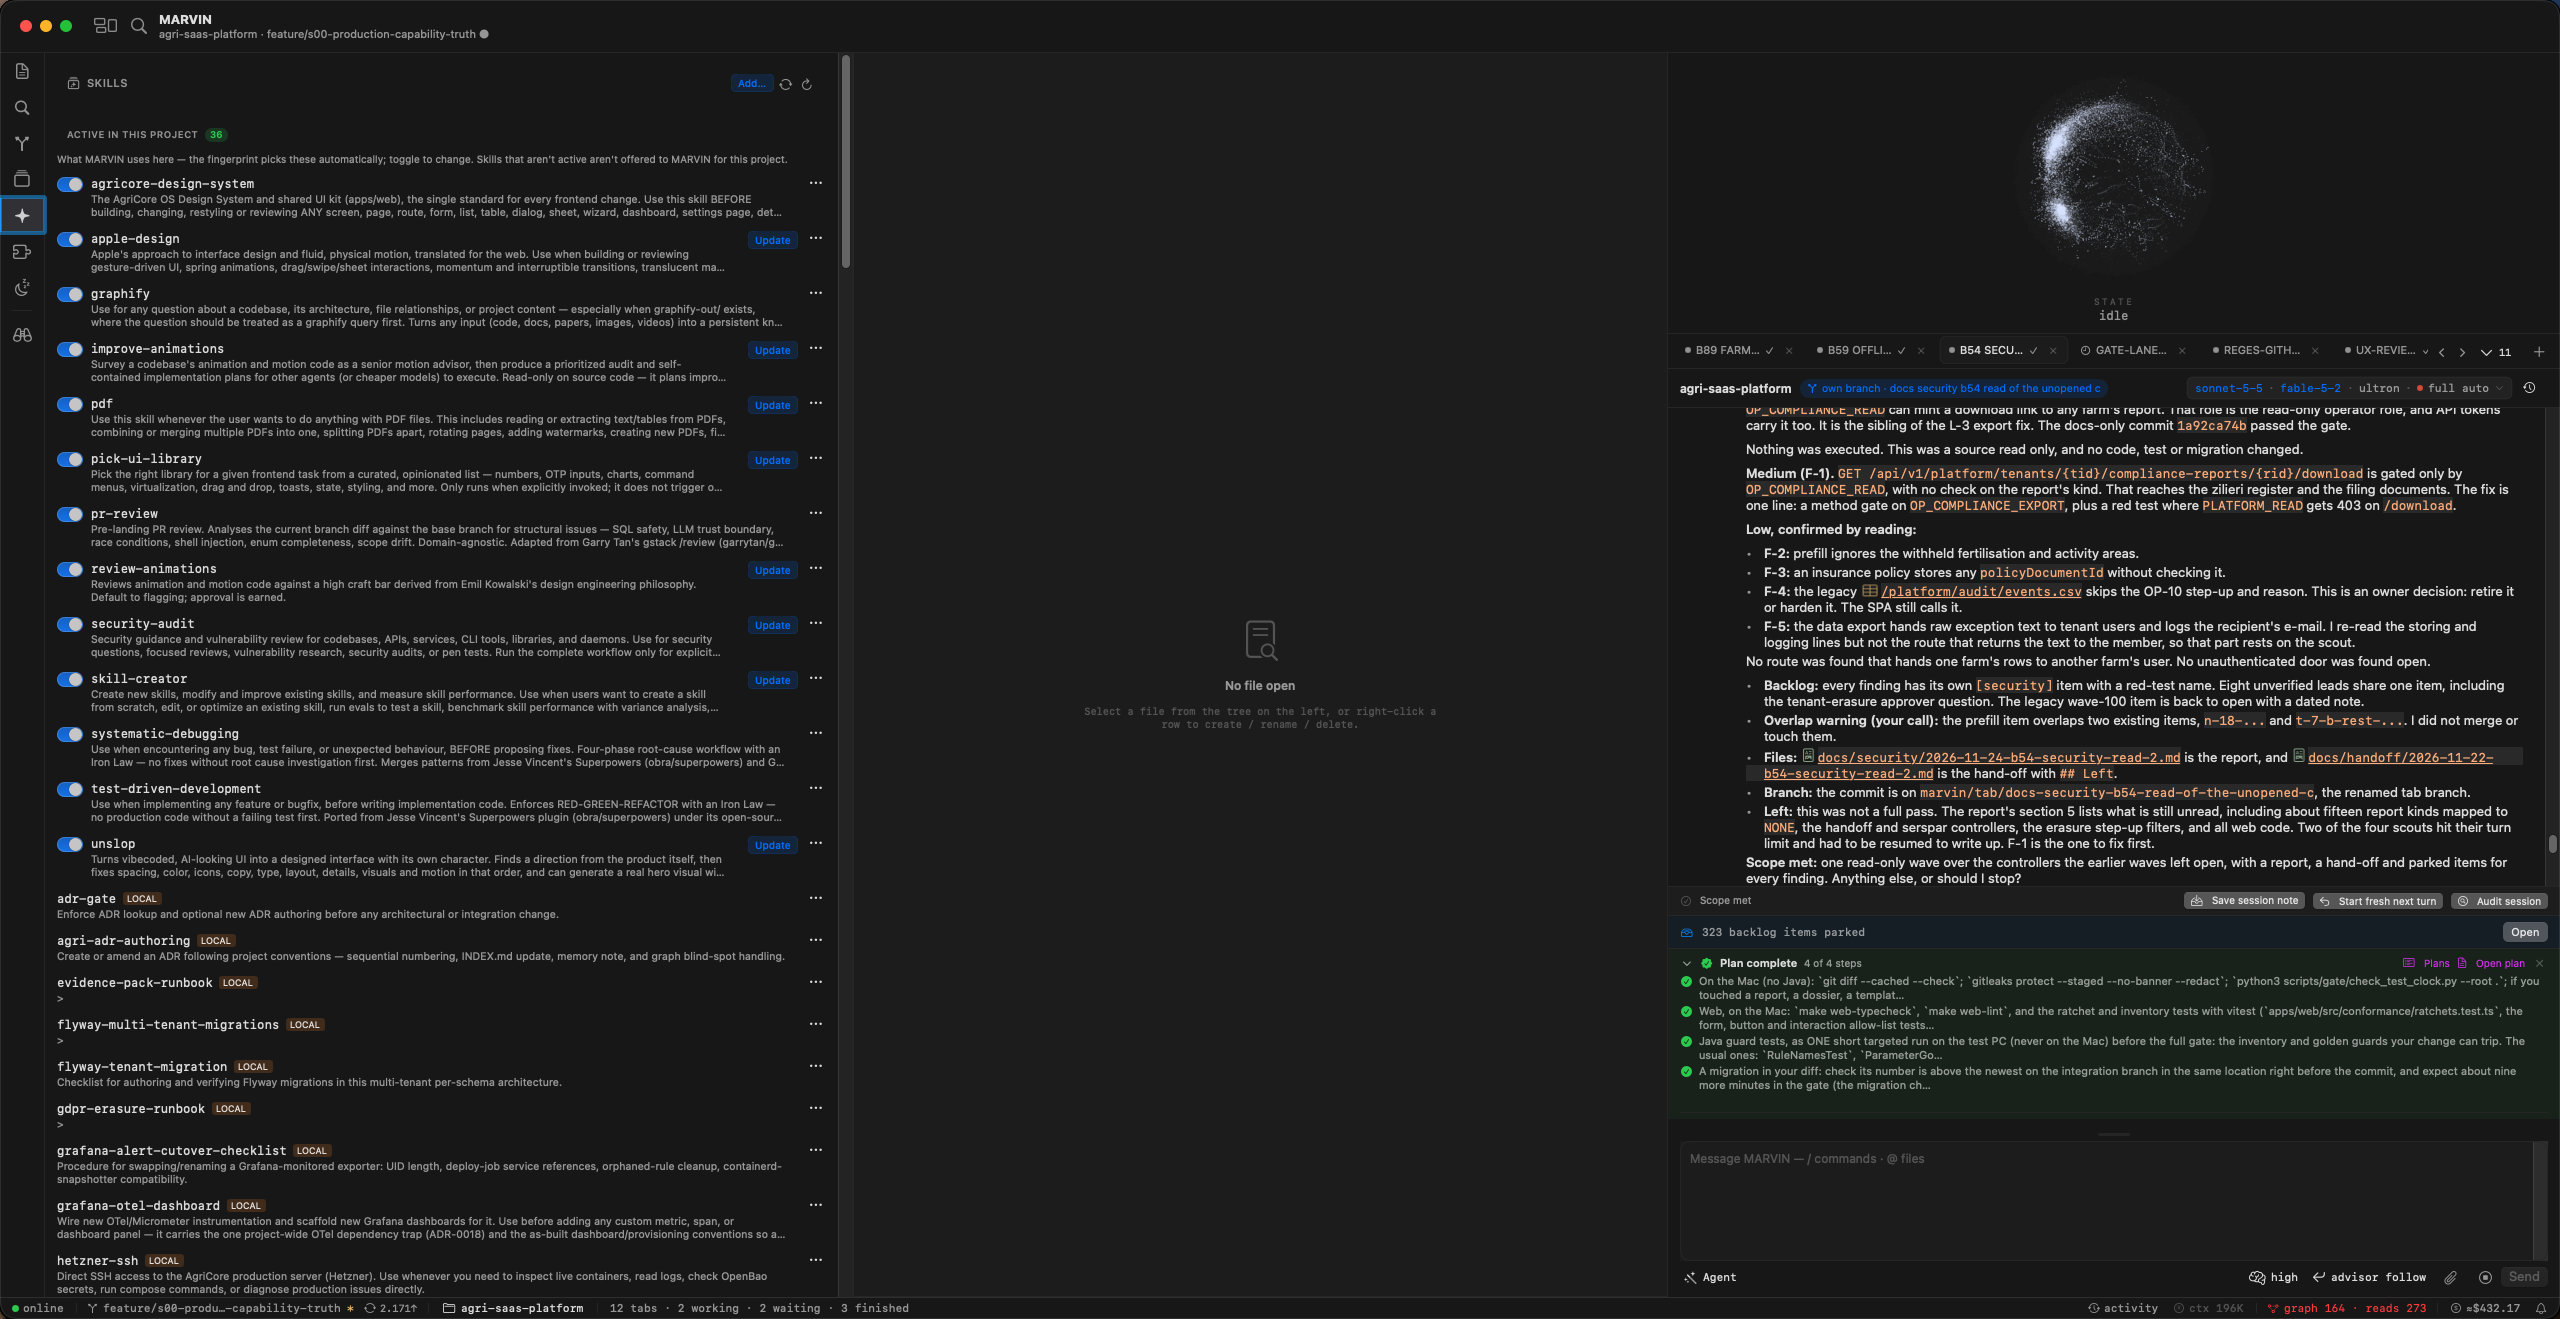 MARVIN
agri-saas-platform · feature/s00-production-capability-truth
SKILLS
Add...
ACTIVE IN THIS PROJECT 36
What MARVIN uses here — the fingerprint picks these automatically; toggle to change. Skills that aren't active aren't offered to MARVIN for this project.
agricore-design-system
The AgriCore OS Design System and shared UI kit (apps/web), the single standard for every frontend change. Use this skill BEFORE
building, changing, restyling or reviewing ANY screen, page, route, form, list, table, dialog, sheet, wizard, dashboard, settings page, det...
apple-design
Update
Apple's approach to interface design and fluid, physical motion, translated for the web. Use when building or reviewing
gesture-driven UI, spring animations, drag/swipe/sheet interactions, momentum and interruptible transitions, translucent ma...
graphify
Use for any question about a codebase, its architecture, file relationships, or project content — especially when graphify-out/ exists,
where the question should be treated as a graphify query first. Turns any input (code, docs, papers, images, videos) into a persistent kn...
improve-animations
Update
Survey a codebase's animation and motion code as a senior motion advisor, then produce a prioritized audit and self-
contained implementation plans for other agents (or cheaper models) to execute. Read-only on source code — it plans impro...
pdf
Update
Use this skill whenever the user wants to do anything with PDF files. This includes reading or extracting text/tables from PDFs,
combining or merging multiple PDFs into one, splitting PDFs apart, rotating pages, adding watermarks, creating new PDFs, fi...
pick-ui-library
Update
Pick the right library for a given frontend task from a curated, opinionated list — numbers, OTP inputs, charts, command
menus, virtualization, drag and drop, toasts, state, styling, and more. Only runs when explicitly invoked; it does not trigger o...
pr-review
Pre-landing PR review. Analyses the current branch diff against the base branch for structural issues — SQL safety, LLM trust boundary,
race conditions, shell injection, enum completeness, scope drift. Domain-agnostic. Adapted from Garry Tan's gstack /review (garrytan/g...
review-animations
Update
Reviews animation and motion code against a high craft bar derived from Emil Kowalski's design engineering philosophy.
Default to flagging; approval is earned.
security-audit
Update
Security guidance and vulnerability review for codebases, APIs, services, CLI tools, libraries, and daemons. Use for security
questions, focused reviews, vulnerability research, security audits, or pen tests. Run the complete workflow only for explicit...
skill-creator
Update
Create new skills, modify and improve existing skills, and measure skill performance. Use when users want to create a skill
from scratch, edit, or optimize an existing skill, run evals to test a skill, benchmark skill performance with variance analysis,...
systematic-debugging
Use when encountering any bug, test failure, or unexpected behaviour, BEFORE proposing fixes. Four-phase root-cause workflow with an
Iron Law — no fixes without root cause investigation first. Merges patterns from Jesse Vincent's Superpowers (obra/superpowers) and G...
test-driven-development
Use when implementing any feature or bugfix, before writing implementation code. Enforces RED-GREEN-REFACTOR with an Iron Law —
no production code without a failing test first. Ported from Jesse Vincent's Superpowers plugin (obra/superpowers) under its open-sour...
unslop
Update
Turns vibecoded, AI-looking UI into a designed interface with its own character. Finds a direction from the product itself, then
fixes spacing, color, icons, copy, type, layout, details, visuals and motion in that order, and can generate a real hero visual wi...
adr-gate LOCAL
Enforce ADR lookup and optional new ADR authoring before any architectural or integration change.
agri-adr-authoring LOCAL
Create or amend an ADR following project conventions — sequential numbering, INDEX.md update, memory note, and graph blind-spot handling.
evidence-pack-runbook LOCAL
>
flyway-multi-tenant-migrations LOCAL
>
flyway-tenant-migration LOCAL
Checklist for authoring and verifying Flyway migrations in this multi-tenant per-schema architecture.
gdpr-erasure-runbook LOCAL
>
grafana-alert-cutover-checklist LOCAL
Procedure for swapping/renaming a Grafana-monitored exporter: UID length, deploy-job service references, orphaned-rule cleanup, containerd-
snapshotter compatibility.
grafana-otel-dashboard LOCAL
Wire new OTel/Micrometer instrumentation and scaffold new Grafana dashboards for it. Use before adding any custom metric, span, or
dashboard panel — it carries the one project-wide OTel dependency trap (ADR-0018) and the as-built dashboard/provisioning conventions so a...
hetzner-ssh LOCAL
Direct SSH access to the AgriCore production server (Hetzner). Use whenever you need to inspect live containers, read logs, check OpenBao
secrets, run compose commands, or diagnose production issues directly.
No file open
Select a file from the tree on the left, or right-click a
row to create / rename / delete.
STATE
idle
B89 FARM... ✓ ×
B59 OFFLI... ✓ ×
B54 SECU... ✓ ×
GATE-LANE... ×
REGES-GITH... ×
UX-REVIE...
11
agri-saas-platform
own branch · docs security b54 read of the unopened c
sonnet-5-5 · fable-5-2 · ultron · full auto
OP_COMPLIANCE_READ can mint a download link to any farm's report. That role is the read-only operator role, and API tokens
carry it too. It is the sibling of the L-3 export fix. The docs-only commit 1a92ca74b passed the gate.
Nothing was executed. This was a source read only, and no code, test or migration changed.
Medium (F-1). GET /api/v1/platform/tenants/{tid}/compliance-reports/{rid}/download is gated only by
OP_COMPLIANCE_READ, with no check on the report's kind. That reaches the zilieri register and the filing documents. The fix is
one line: a method gate on OP_COMPLIANCE_EXPORT, plus a red test where PLATFORM_READ gets 403 on /download.
Low, confirmed by reading:
• F-2: prefill ignores the withheld fertilisation and activity areas.
• F-3: an insurance policy stores any policyDocumentId without checking it.
• F-4: the legacy /platform/audit/events.csv skips the OP-10 step-up and reason. This is an owner decision: retire it
or harden it. The SPA still calls it.
• F-5: the data export hands raw exception text to tenant users and logs the recipient's e-mail. I re-read the storing and
logging lines but not the route that returns the text to the member, so that part rests on the scout.
No route was found that hands one farm's rows to another farm's user. No unauthenticated door was found open.
• Backlog: every finding has its own [security] item with a red-test name. Eight unverified leads share one item, including
the tenant-erasure approver question. The legacy wave-100 item is back to open with a dated note.
• Overlap warning (your call): the prefill item overlaps two existing items, n-18-... and t-7-b-rest-.... I did not merge or
touch them.
• Files: docs/security/2026-11-24-b54-security-read-2.md is the report, and docs/handoff/2026-11-22-
b54-security-read-2.md is the hand-off with ## Left.
• Branch: the commit is on marvin/tab/docs-security-b54-read-of-the-unopened-c, the renamed tab branch.
• Left: this was not a full pass. The report's section 5 lists what is still unread, including about fifteen report kinds mapped to
NONE, the handoff and serspar controllers, the erasure step-up filters, and all web code. Two of the four scouts hit their turn
limit and had to be resumed to write up. F-1 is the one to fix first.
Scope met: one read-only wave over the controllers the earlier waves left open, with a report, a hand-off and parked items for
every finding. Anything else, or should I stop?
Scope met
Save session note
Start fresh next turn
Audit session
323 backlog items parked
Open
Plan complete 4 of 4 steps
Plans
Open plan ×
On the Mac (no Java): `git diff --cached --check`; `gitleaks protect --staged --no-banner --redact`; `python3 scripts/gate/check_test_clock.py --root .`; if you
touched a report, a dossier, a templat...
Web, on the Mac: `make web-typecheck`, `make web-lint`, and the ratchet and inventory tests with vitest (`apps/web/src/conformance/ratchets.test.ts`, the
form, button and interaction allow-list tests...
Java guard tests, as ONE short targeted run on the test PC (never on the Mac) before the full gate: the inventory and golden guards your change can trip. The
usual ones: `RuleNamesTest`, `ParameterGo...
A migration in your diff: check its number is above the newest on the integration branch in the same location right before the commit, and expect about nine
more minutes in the gate (the migration ch...
Message MARVIN — / commands · @ files
Agent
high
advisor follow
Send
online
feature/s00-produ…-capability-truth *
2.171↑
agri-saas-platform
12 tabs · 2 working · 2 waiting · 3 finished
activity
ctx 196K
graph 164 · reads 273
≈$432.17